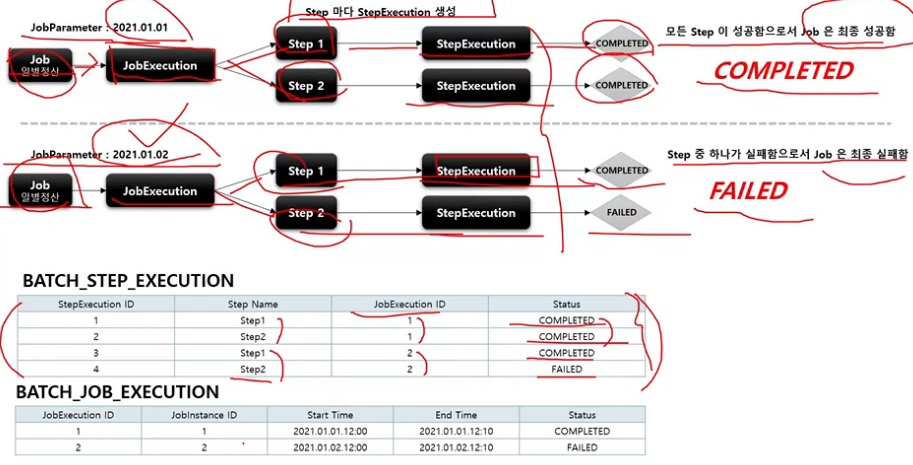 Step 마다 StepExecution 생성
JobParameter : 2021.01.01
Job
일별정산
JobExecution
Step 1
StepExecution
COMPLETED
Step 2
StepExecution
COMPLETED
모든 Step 이 성공함으로서 Job 은 최종 성공함
COMPLETED
JobParameter : 2021.01.02
Job
일별정산
JobExecution
Step 1
StepExecution
COMPLETED
Step 2
StepExecution
FAILED
Step 중 하나가 실패함으로서 Job 은 최종 실패함
FAILED
BATCH_STEP_EXECUTION
StepExecution ID Step Name JobExecution ID Status
1 Step1 1 COMPLETED
2 Step2 1 COMPLETED
3 Step1 2 COMPLETED
4 Step2 2 FAILED
BATCH_JOB_EXECUTION
JobExecution ID JobInstance ID Start Time End Time Status
1 1 2021.01.01.12:00 2021.01.01.12:10 COMPLETED
2 2 2021.01.02.12:00 2021.01.02.12:10 FAILED